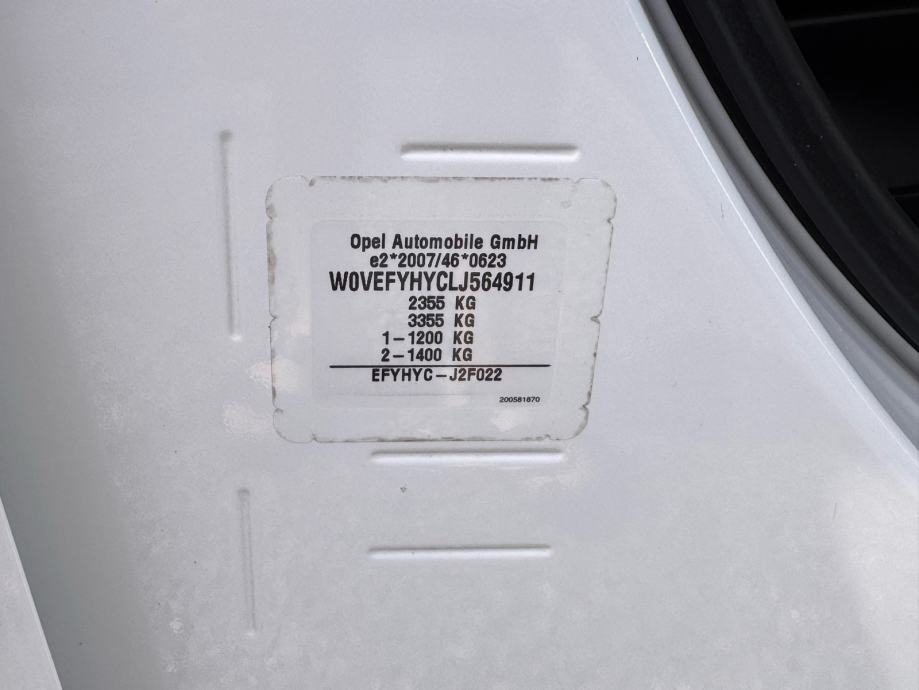 Opel Automobile GmbH
e2*2007/46*0623
W0VEFYHYCLJ564911
2355 KG
3355 KG
1-1200 KG
2-1400 KG
EFYHYC-J2F022
200581870